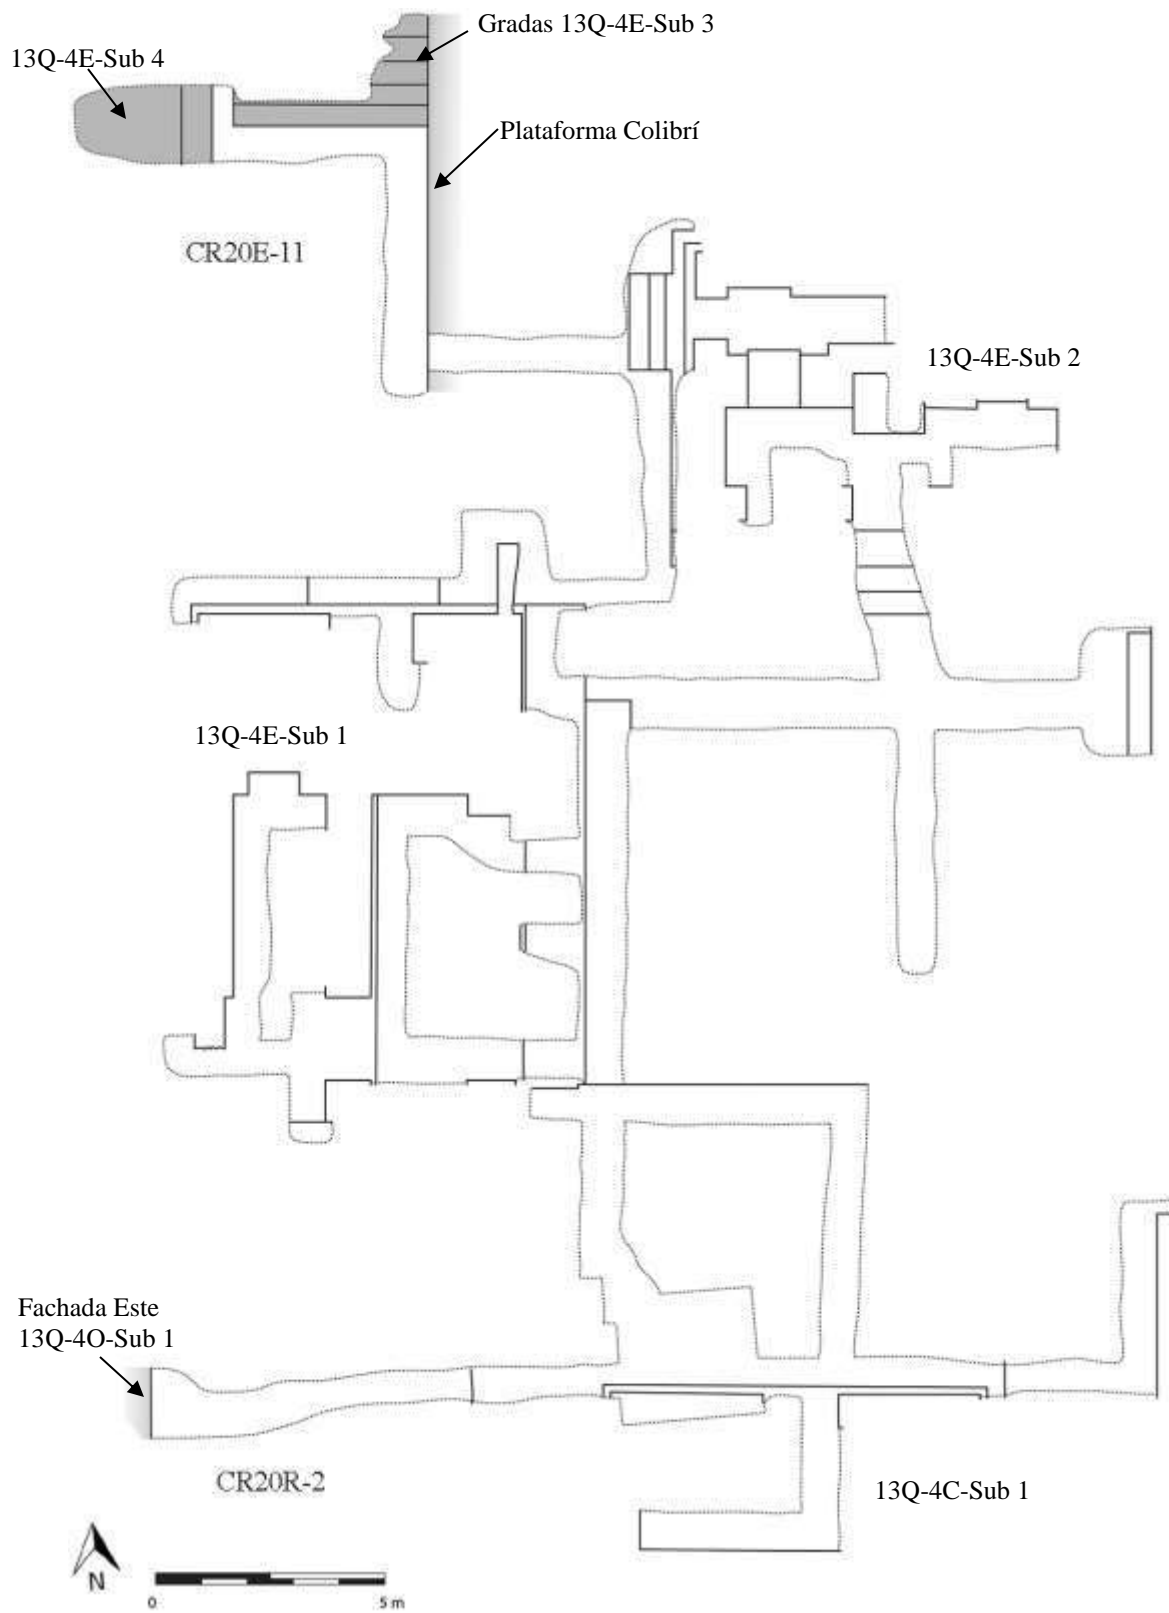 Gradas 13Q-4E-Sub 3
13Q-4E-Sub 4
Plataforma Colibrí
CR20E-11
13Q-4E-Sub 2
13Q-4E-Sub 1
Fachada Este
13Q-4O-Sub 1
CR20R-2
13Q-4C-Sub 1
N
0 5 m